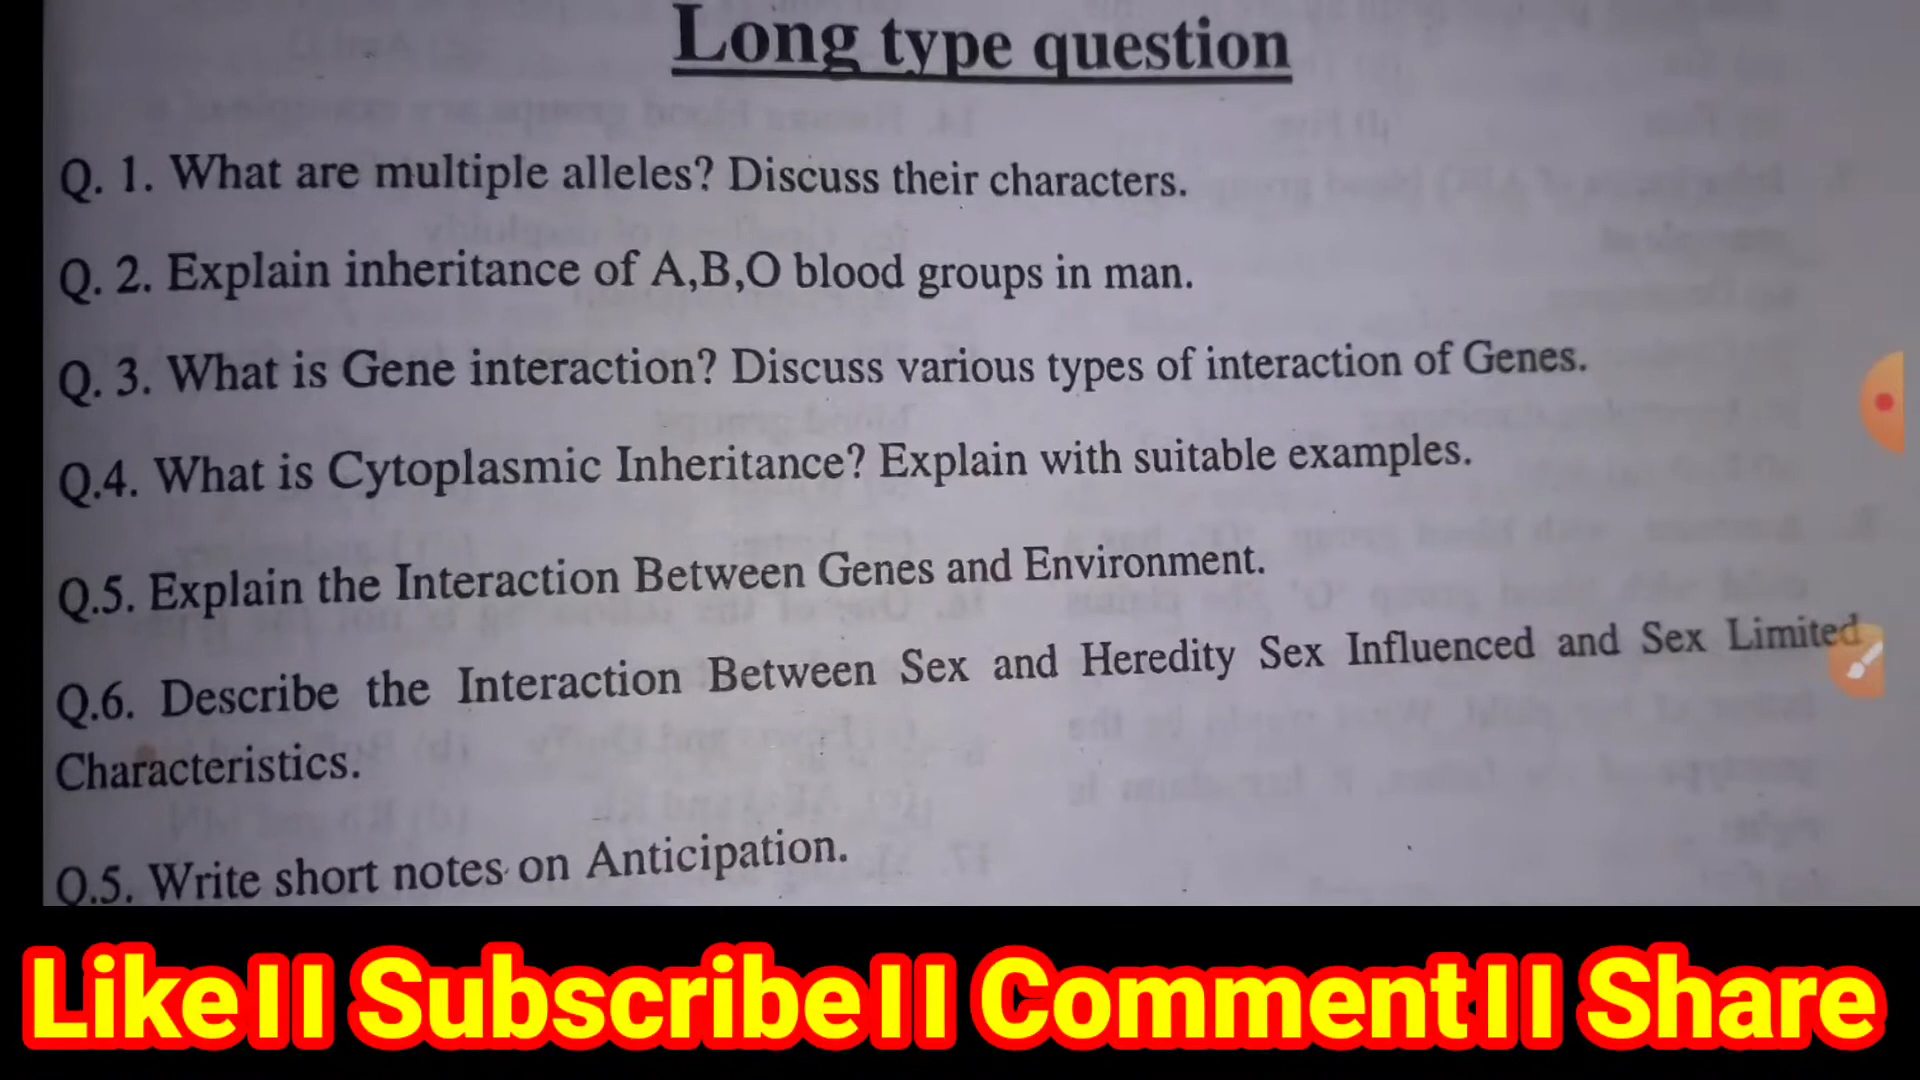 Long type question
Q. 1. What are multiple alleles? Discuss their characters.
Q. 2. Explain inheritance of A,B,O blood groups in man.
Q. 3. What is Gene interaction? Discuss various types of interaction of Genes.
Q.4. What is Cytoplasmic Inheritance? Explain with suitable examples.
Q.5. Explain the Interaction Between Genes and Environment.
Q.6. Describe the Interaction Between Sex and Heredity Sex Influenced and Sex Limited
Characteristics.
Q.5. Write short notes on Anticipation.
Like II Subscribe II Comment II Share